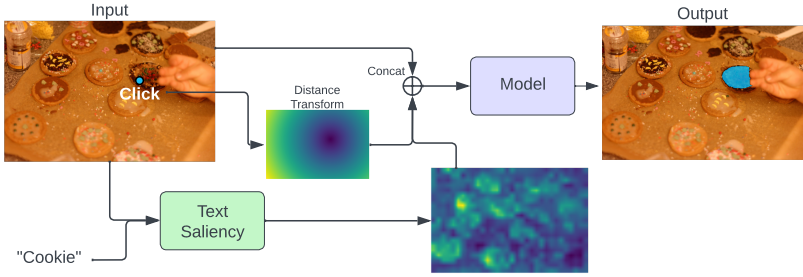 Input
Output
Click
Concat
Model
Distance
Transform
Text
Saliency
"Cookie"